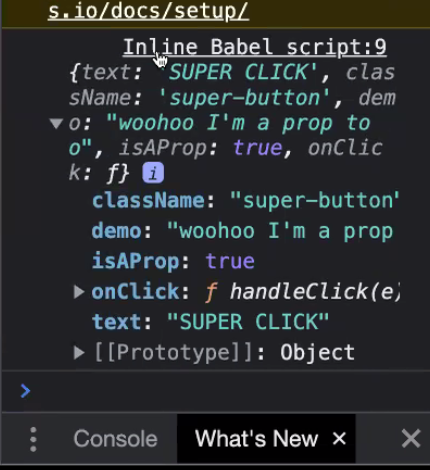 s.io/docs/setup/
Inline Babel script:9
{text: 'SUPER CLICK', clas
sName: 'super-button', dem
▼ o: "woohoo I'm a prop to
o", isAProp: true, onClic
k: ƒ} i
className: "super-button"
demo: "woohoo I'm a prop
isAProp: true
▶ onClick: ƒ handleClick(e)
text: "SUPER CLICK"
▶ [[Prototype]]: Object
>
⋮ Console What's New × ×